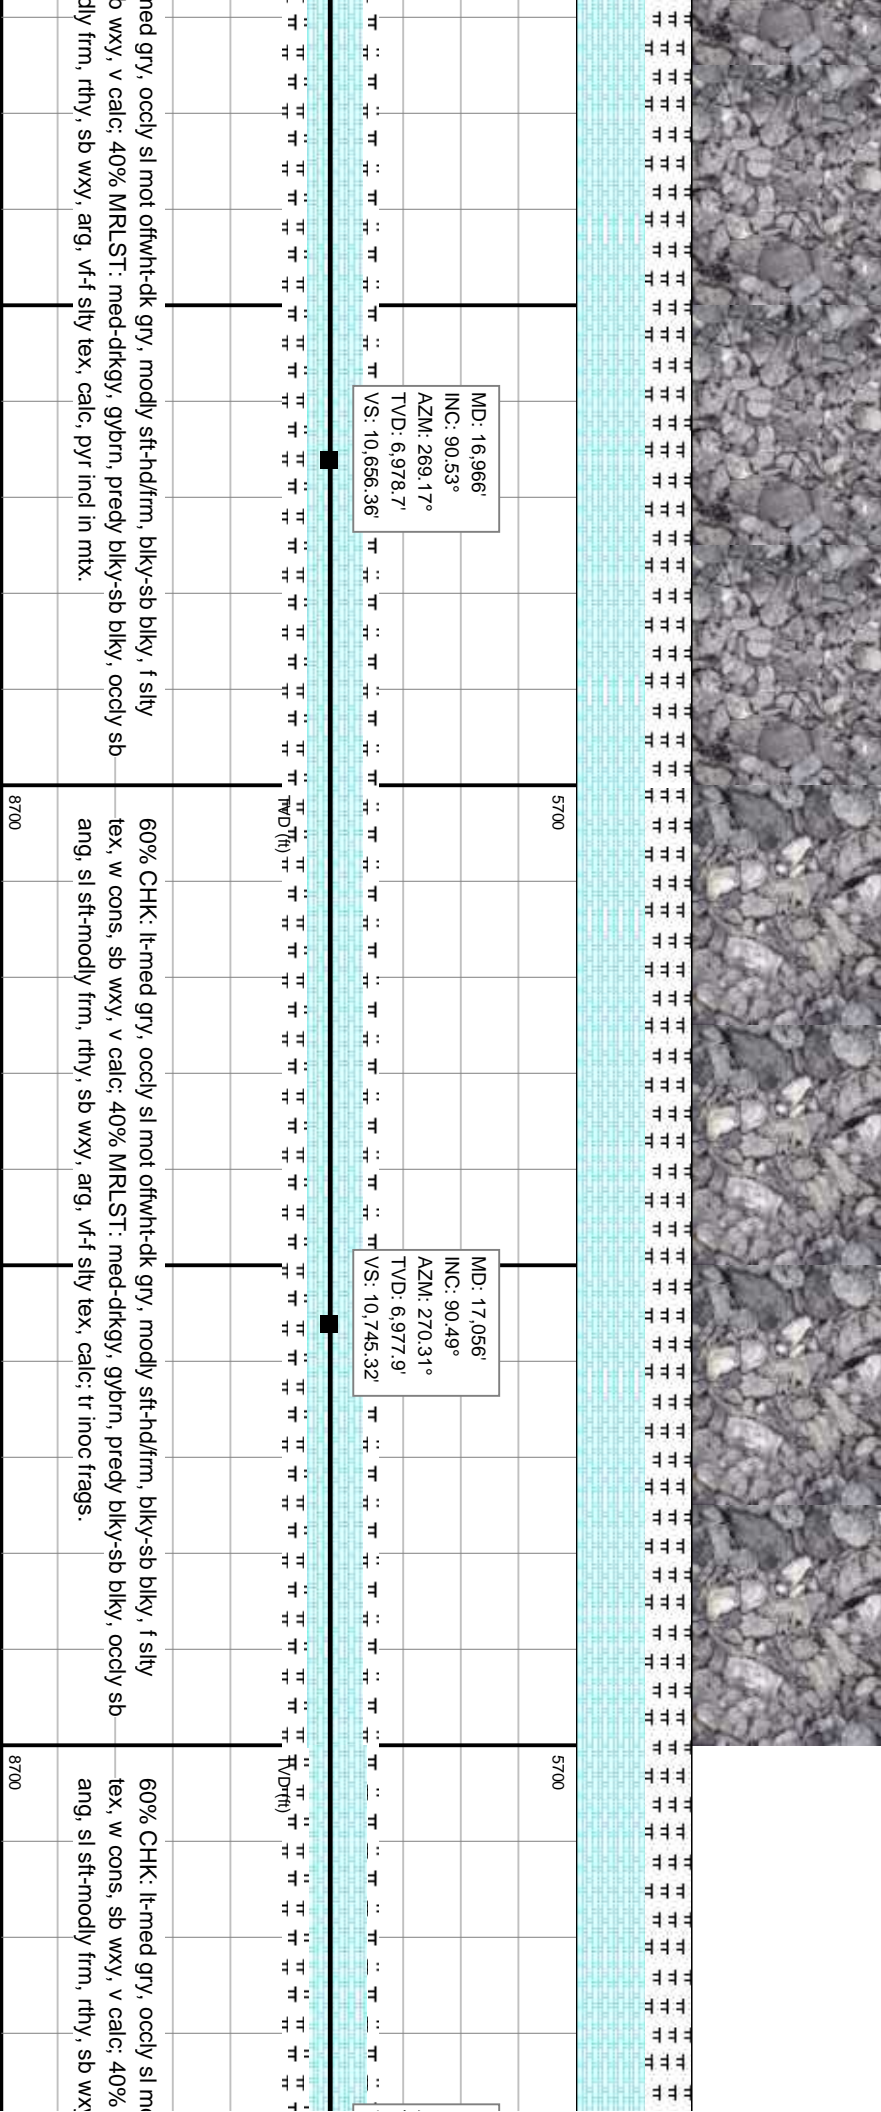 med gry, occly sl mot offwht-dk gry, modly sft-hd/frm, blky-sb blky, f slty
wxy, v calc; 40% MRLST: med-drkgy, gybrn, predy blky-sb blky, occly sb
frm, rthy, sb wxy, arg, vf-f slty tex, calc, pyr incl in mtx.
MD: 16,966'
INC: 90.53°
AZM: 269.17°
TVD: 6,978.7'
VS: 10,656.36'
5700
TVD (ft)
8700
60% CHK: lt-med gry, occly sl mot offwht-dk gry, modly sft-hd/frm, blky-sb blky, f slty
tex, w cons, sb wxy, v calc; 40% MRLST: med-drkgy, gybrn, predy blky-sb blky, occly sb
ang, sl sft-modly frm, rthy, sb wxy, arg, vf-f slty tex, calc; tr inoc frags.
MD: 17,056'
INC: 90.49°
AZM: 270.31°
TVD: 6,977.9'
VS: 10,745.32'
5700
TVD (ft)
8700
60% CHK: lt-med gry, occly sl
tex, w cons, sb wxy, v calc; 40%
ang, sl sft-modly frm, rthy, sb wxy